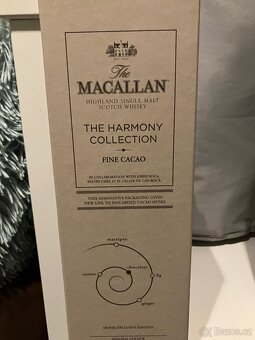 The
MACALLAN
HIGHLAND SINGLE MALT
SCOTCH WHISKY
THE HARMONY
COLLECTION
FINE CACAO
IN COLLABORATION WITH JORDI ROCA,
PASTRY CHEF AT EL CELLER DE CAN ROCA.
THIS INNOVATIVE PACKAGING GIVES
NEW LIFE TO DISCARDED CACAO HUSKS.
marzipan
chocolate
fig
ginger
TRAVEL EXCLUSIVE EDITION
sbazos.cz